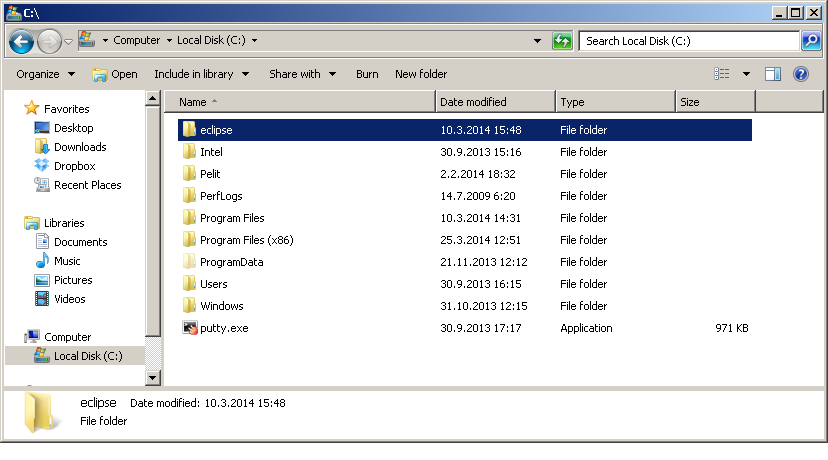 C:\
Computer Local Disk (C:) Search Local Disk (C:)
Organize Open Include in library Share with Burn New folder
Favorites
Desktop
Downloads
Dropbox
Recent Places
Libraries
Documents
Music
Pictures
Videos
Computer
Local Disk (C:)
Name Date modified Type Size
eclipse 10.3.2014 15:48 File folder
Intel 30.9.2013 15:16 File folder
Pelit 2.2.2014 18:32 File folder
PerfLogs 14.7.2009 6:20 File folder
Program Files 10.3.2014 14:31 File folder
Program Files (x86) 25.3.2014 12:51 File folder
ProgramData 21.11.2013 12:12 File folder
Users 30.9.2013 16:15 File folder
Windows 31.10.2013 12:15 File folder
putty.exe 30.9.2013 17:17 Application 971 KB
eclipse Date modified: 10.3.2014 15:48
File folder